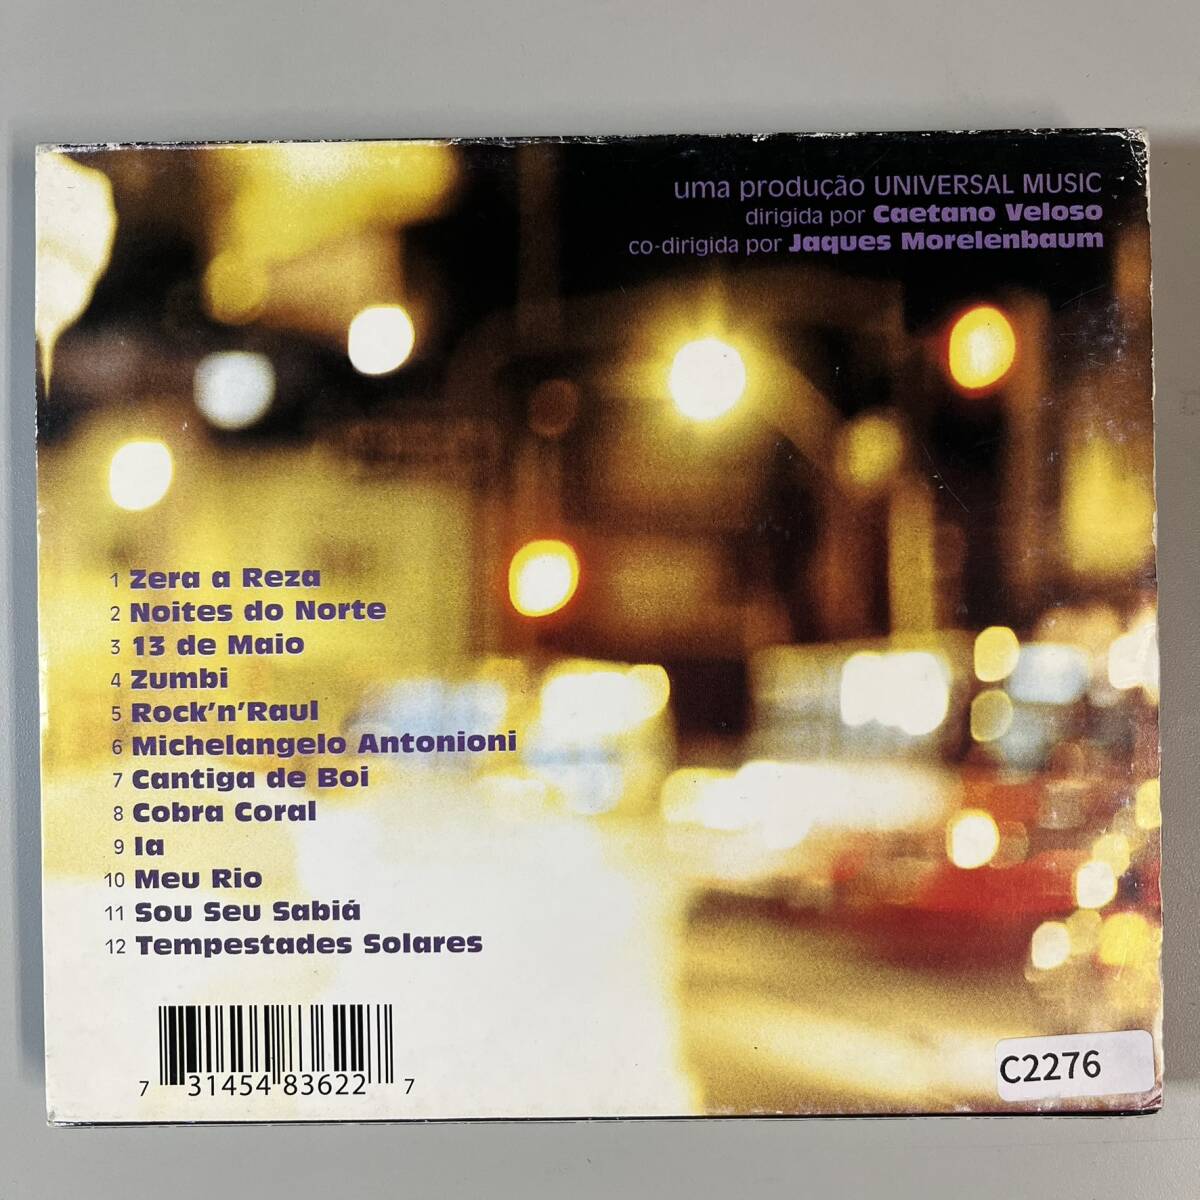 uma produção UNIVERSAL MUSIC
dirigida por Caetano Veloso
co-dirigida por Jaques Morelenbaum
1 Zera a Reza
2 Noites do Norte
3 13 de Maio
4 Zumbi
5 Rock'n'Raul
6 Michelangelo Antonioni
7 Cantiga de Boi
8 Cobra Coral
9 Ia
10 Meu Rio
11 Sou Seu Sabiá
12 Tempestades Solares
7 31454 83622 7
C2276